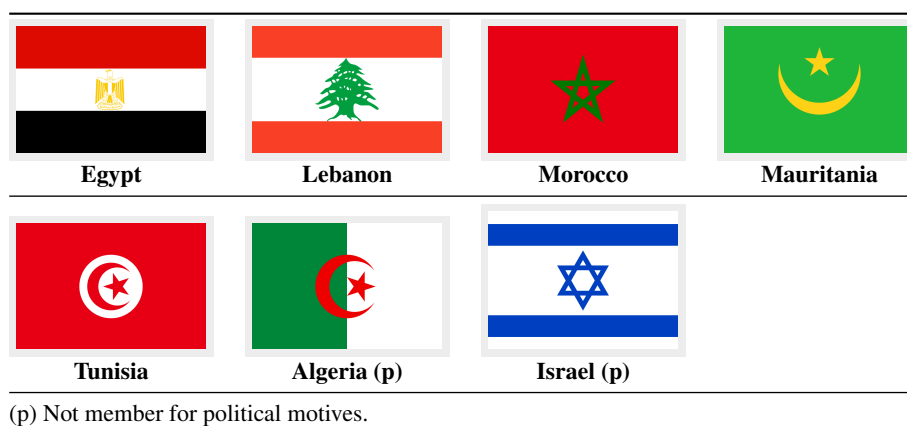 Egypt Lebanon Morocco Mauritania
Tunisia Algeria (p) Israel (p)
(p) Not member for political motives.